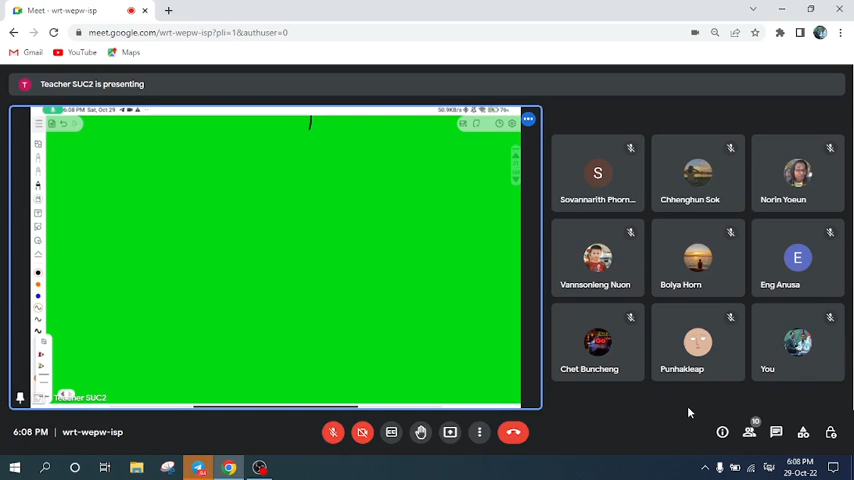 Meet - wrt-wepw-isp
meet.google.com/wrt-wepw-isp?pli=1&authuser=0
Gmail
YouTube
Maps
T
Teacher SUC2 is presenting
6:08 PM Sat, Oct 29
50.9KB/s
Teacher SUC2
S
Sovannarith Phorn...
Chhenghun Sok
Norin Yoeun
Vannsonleng Nuon
Bolya Horn
E
Eng Anusa
Chet Buncheng
Punhakleap
You
6:08 PM
wrt-wepw-isp
10
6:08 PM
29-Oct-22